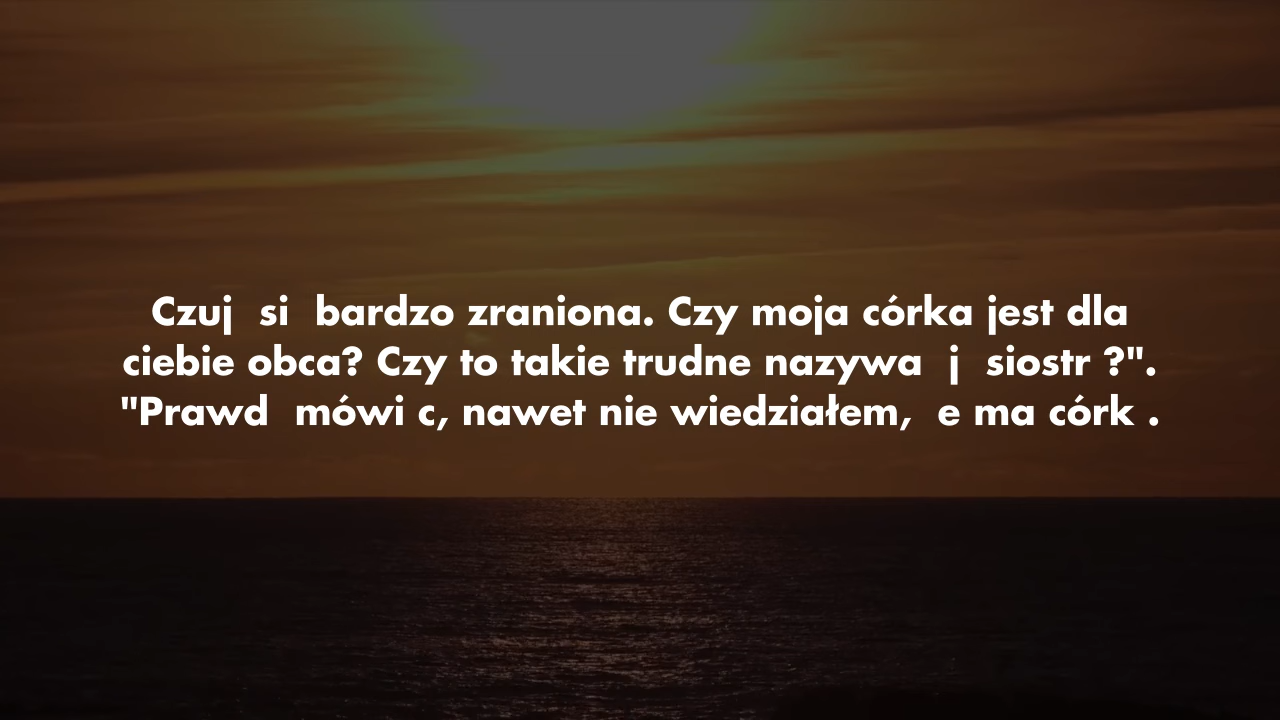 Czuj  si  bardzo zraniona. Czy moja córka jest dla
ciebie obca? Czy to takie trudne nazywa  j  siostr ?".
"Prawd  mówi c, nawet nie wiedziałem,  e ma córk .